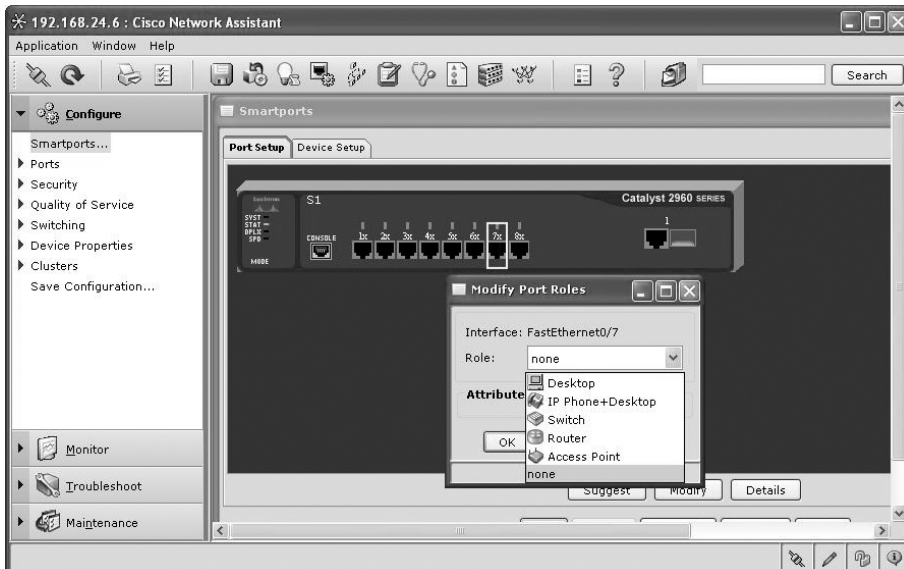 192.168.24.6 : Cisco Network Assistant
Application Window Help
Search
Configure
Smartports...
Ports
Security
Quality of Service
Switching
Device Properties
Clusters
Save Configuration...
Monitor
Troubleshoot
Maintenance
Smartports
Port Setup
Device Setup
S1
Catalyst 2960 SERIES
SYST
STAT
DPLX
SPD
MODE
CONSOLE
1x 2x 3x 4x 5x 6x 7x 8x
1
Modify Port Roles
Interface: FastEthernet0/7
Role: none
Desktop
IP Phone+Desktop
Switch
Router
Access Point
none
Attribute
OK
Suggest
Modify
Details